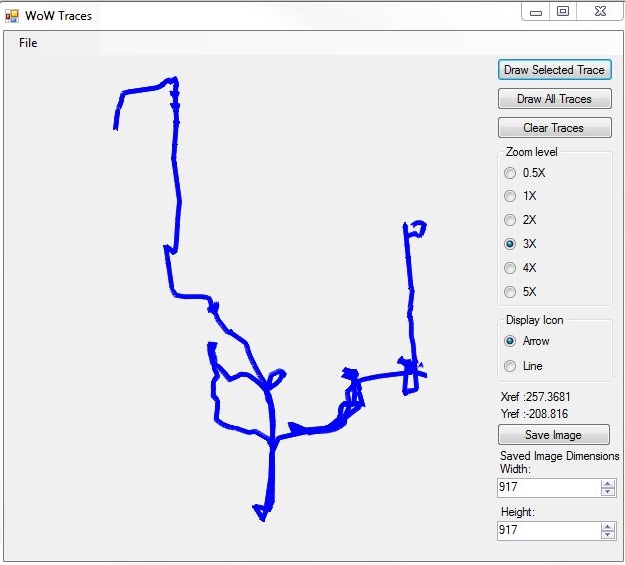 WoW Traces
File
Draw Selected Trace
Draw All Traces
Clear Traces
Zoom level
0.5X
1X
2X
3X
4X
5X
Display Icon
Arrow
Line
Xref :257.3681
Yref :-208.816
Save Image
Saved Image Dimensions
Width:
917
Height:
917